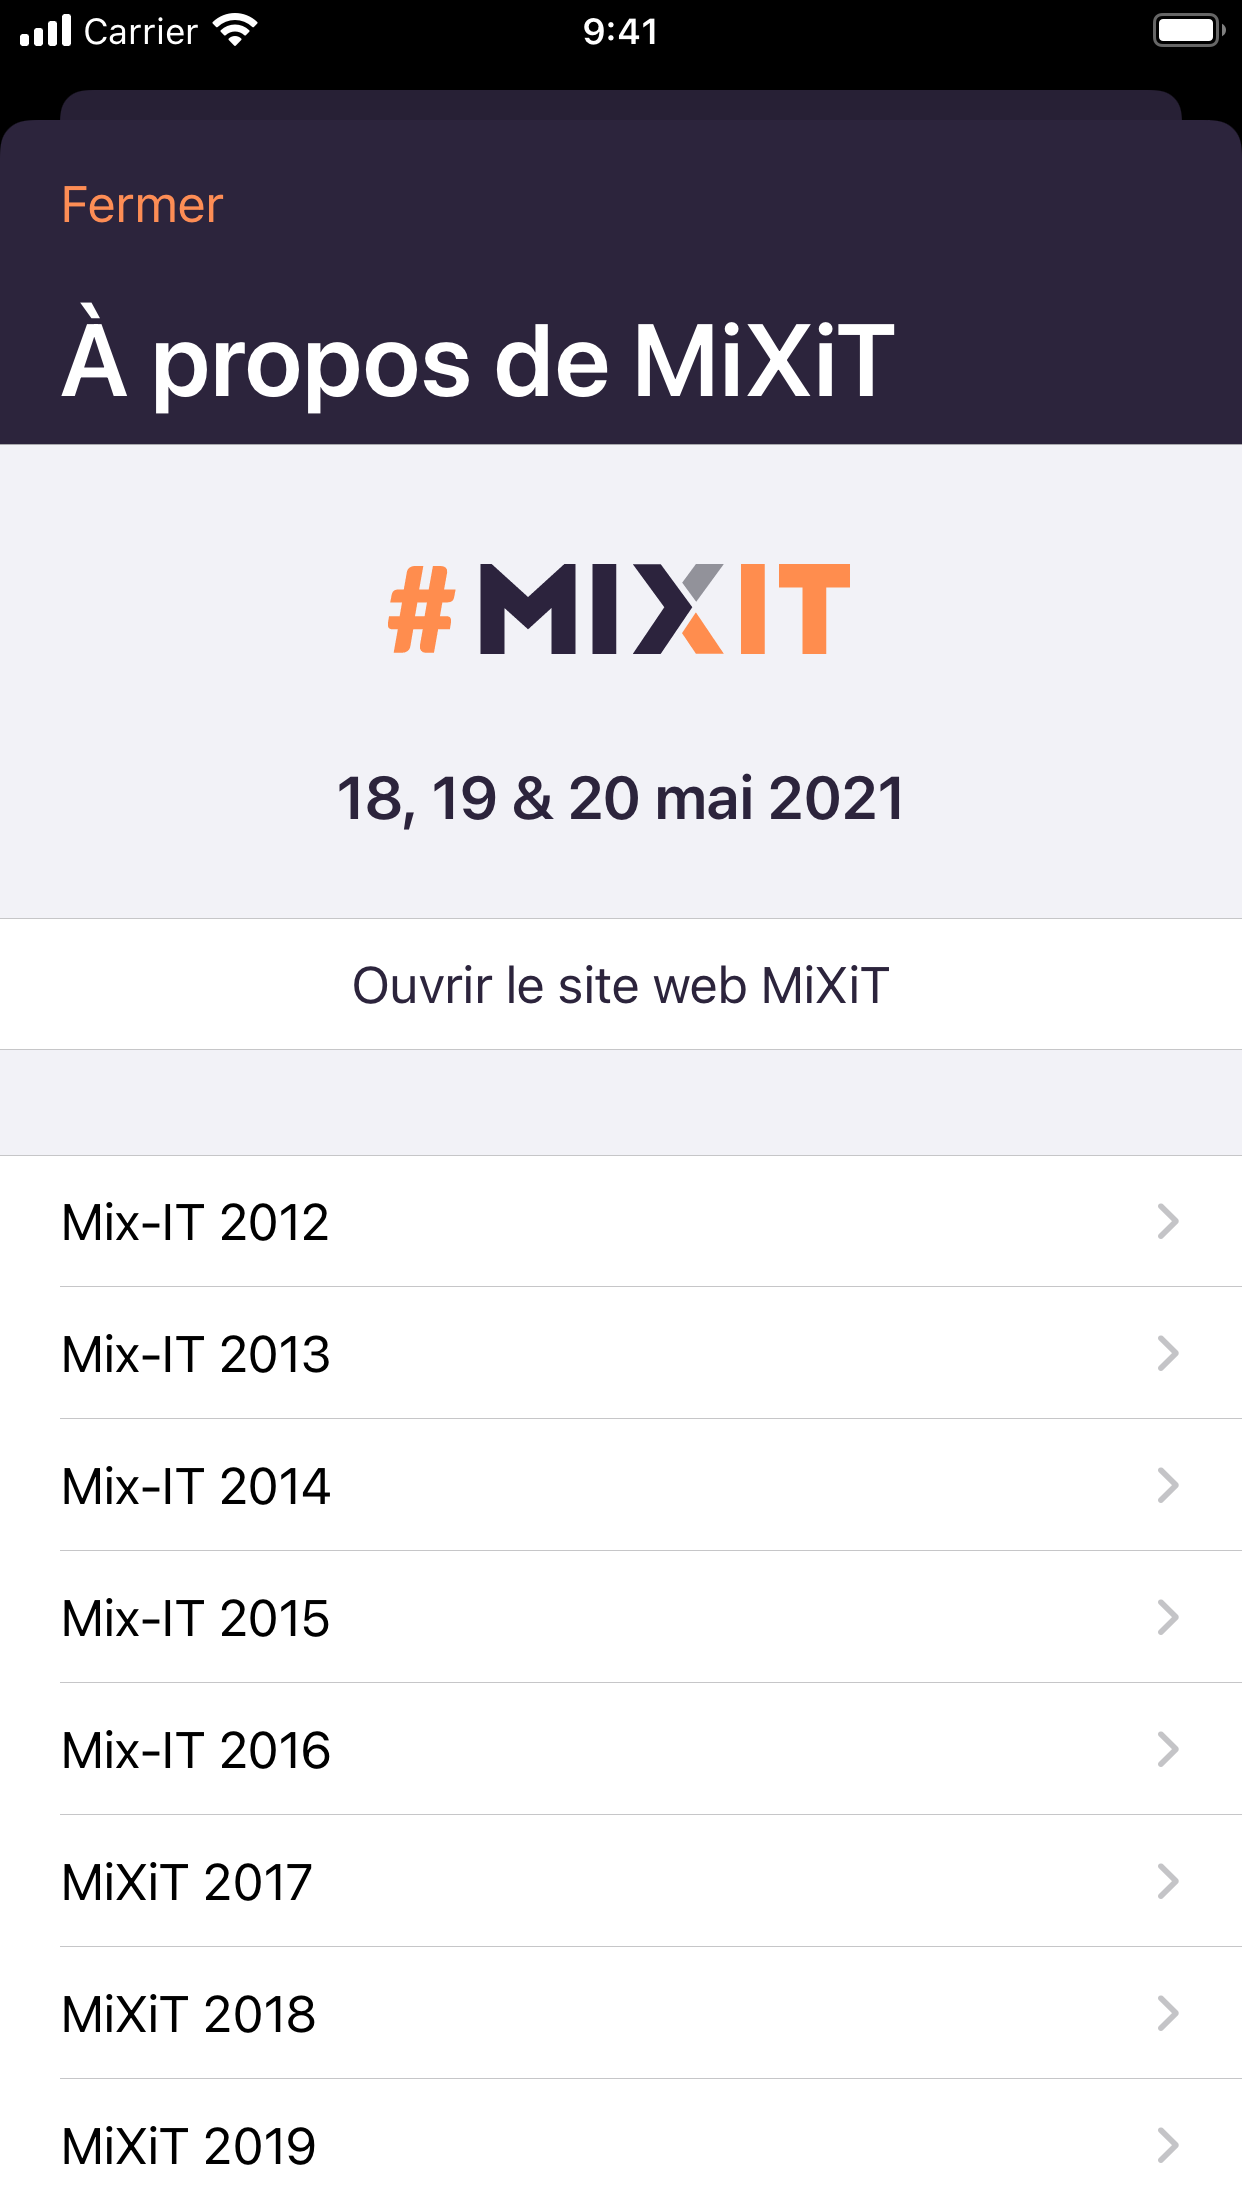 Carrier 9:41
Fermer
À propos de MiXiT
#MIXIT
18, 19 & 20 mai 2021
Ouvrir le site web MiXiT
Mix-IT 2012
Mix-IT 2013
Mix-IT 2014
Mix-IT 2015
Mix-IT 2016
MiXiT 2017
MiXiT 2018
MiXiT 2019